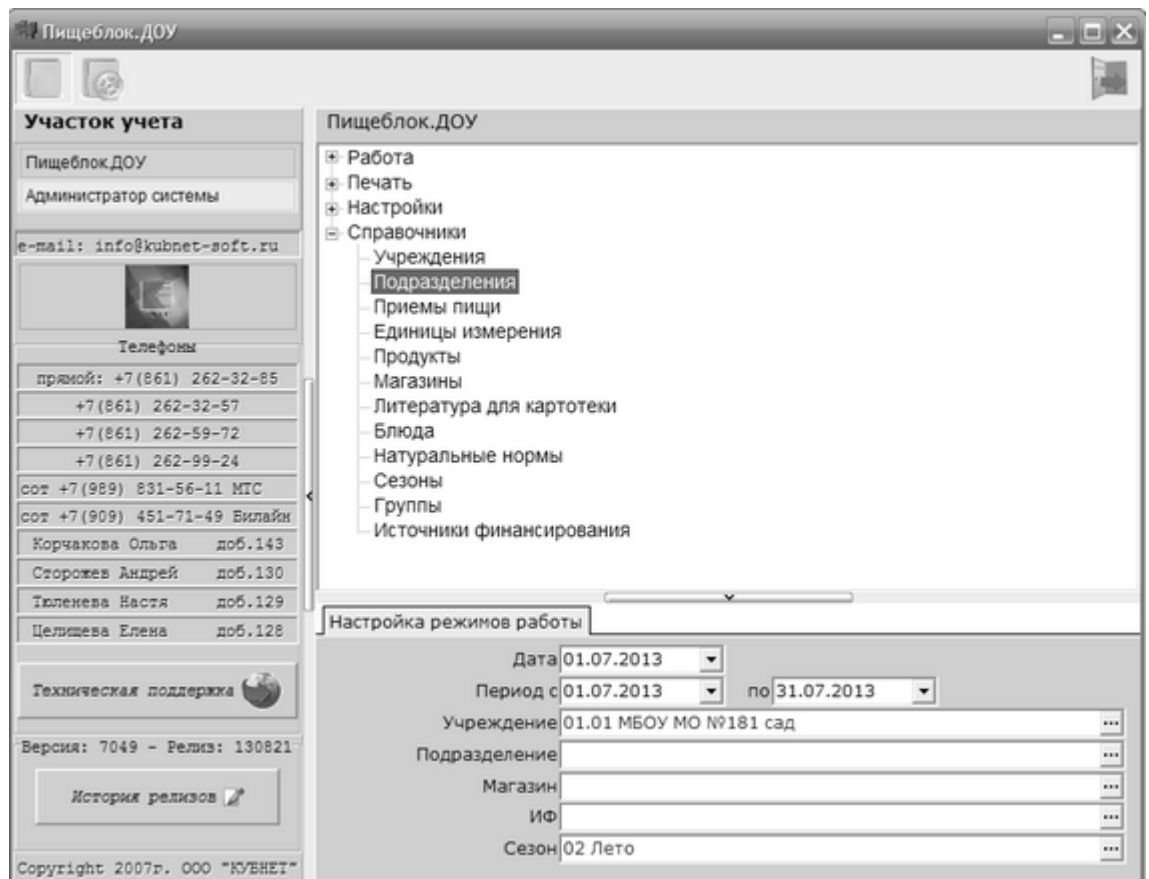 Пищеблок.ДОУ
Участок учета
Пищеблок.ДОУ
Администратор системы
e-mail: info@kubnet-soft.ru
Телефоны
прямой: +7(861) 262-32-85
+7(861) 262-32-57
+7(861) 262-59-72
+7(861) 262-99-24
сот +7(989) 831-56-11 МТС
сот +7(909) 451-71-49 Билайн
Корчакова Ольга доб.143
Сторожев Андрей доб.130
Тюленева Настя доб.129
Целищева Елена доб.128
Техническая поддержка
Версия: 7049 - Релиз: 130821
История релизов
Copyright 2007г. ООО "КУБНЕТ"
Пищеблок.ДОУ
Работа
Печать
Настройки
Справочники
Учреждения
Подразделения
Приемы пищи
Единицы измерения
Продукты
Магазины
Литература для картотеки
Блюда
Натуральные нормы
Сезоны
Группы
Источники финансирования
Настройка режимов работы
Дата 01.07.2013
Период с 01.07.2013 по 31.07.2013
Учреждение 01.01 МБОУ МО №181 сад
Подразделение
Магазин
ИФ
Сезон 02 Лето